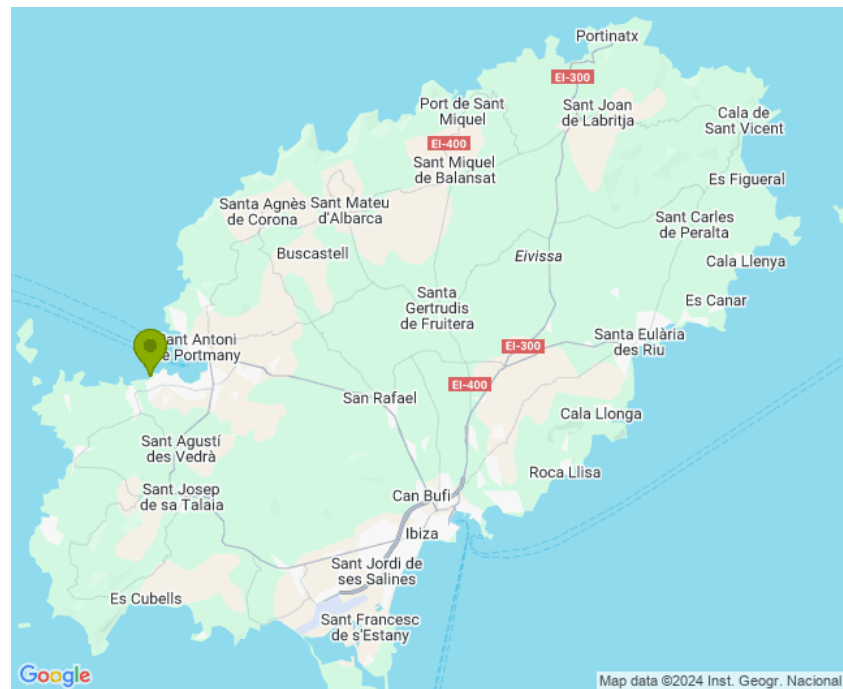 Portinatx
EI-300
Port de Sant
Miquel
Sant Joan
de Labritja
Cala de
Sant Vicent
EI-400
Sant Miquel
de Balansat
Es Figueral
Santa Agnès
de Corona
Sant Mateu
d'Albarca
Sant Carles
de Peralta
Buscastell
Eivissa
Cala Llenya
Santa
Gertrudis
de Fruitera
Es Canar
ant Antoni
e Portmany
Santa Eulària
des Riu
EI-300
EI-400
San Rafael
Cala Llonga
Sant Agustí
des Vedrà
Roca Llisa
Sant Josep
de sa Talaia
Can Bufí
Ibiza
Sant Jordi de
ses Salines
Es Cubells
Sant Francesc
de s'Estany
Google
Map data ©2024 Inst. Geogr. Nacional